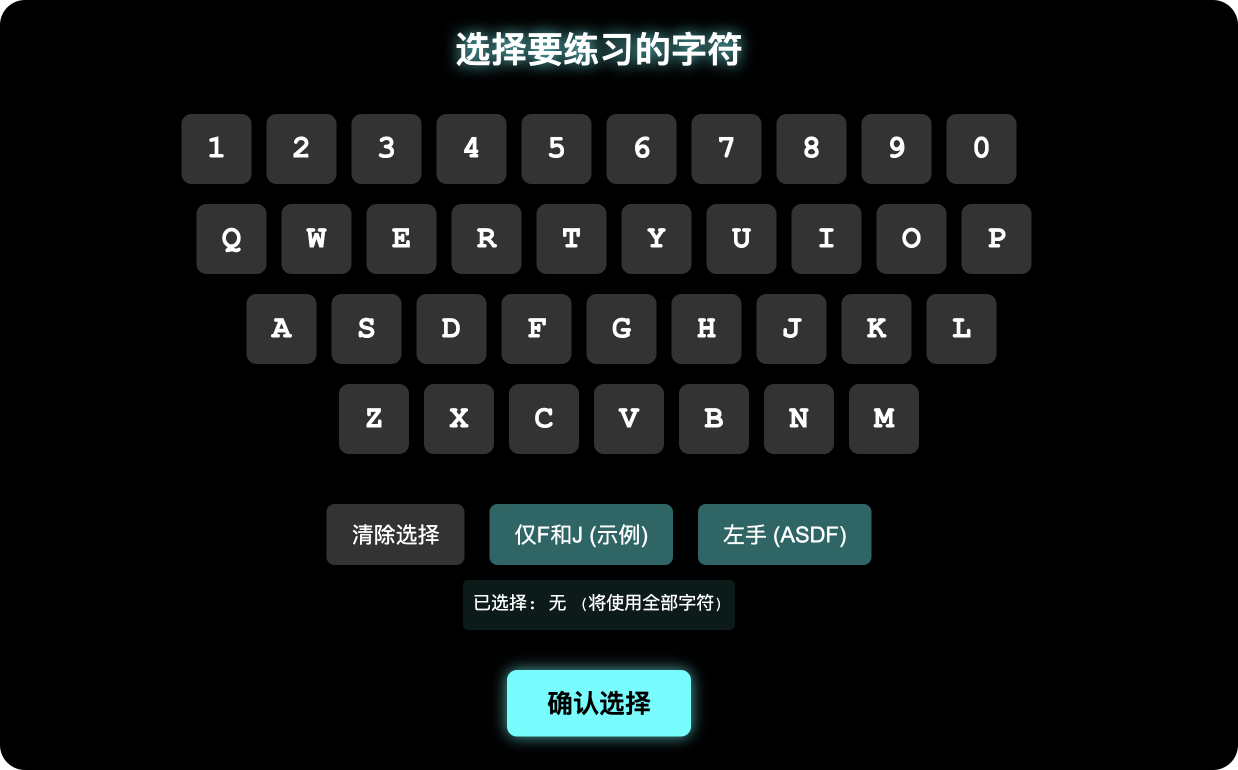 选择要练习的字符
1 2 3 4 5 6 7 8 9 0
Q W E R T Y U I O P
A S D F G H J K L
Z X C V B N M
清除选择 仅F和J (示例) 左手 (ASDF)
已选择: 无 (将使用全部字符)
确认选择